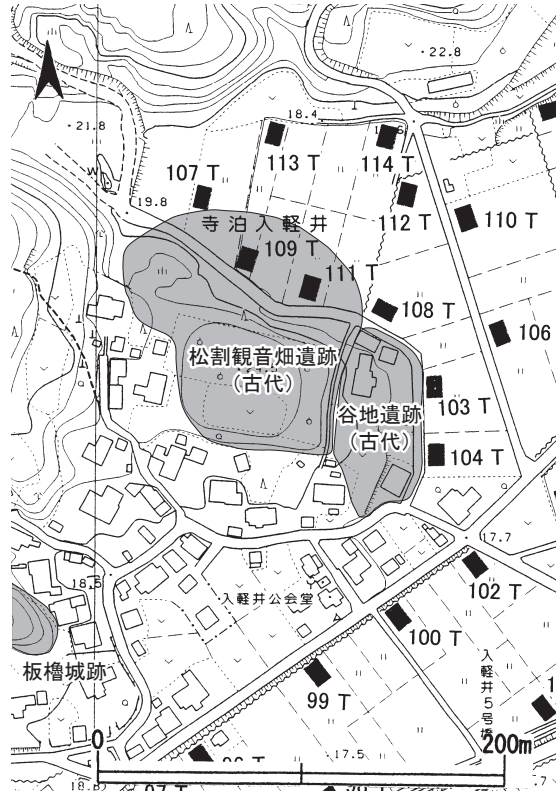 22.8
18.4
21.8
113 T
114 T
107 T
19.8
112 T
110 T
寺泊入軽井
109 T
111 T
108 T
106
松割観音畑遺跡
(古代)
谷地遺跡
(古代)
103 T
104 T
17.7
18.5
102 T
入軽井公会堂
100 T
板櫓城跡
99 T
入軽井5号
0
200m
17.5